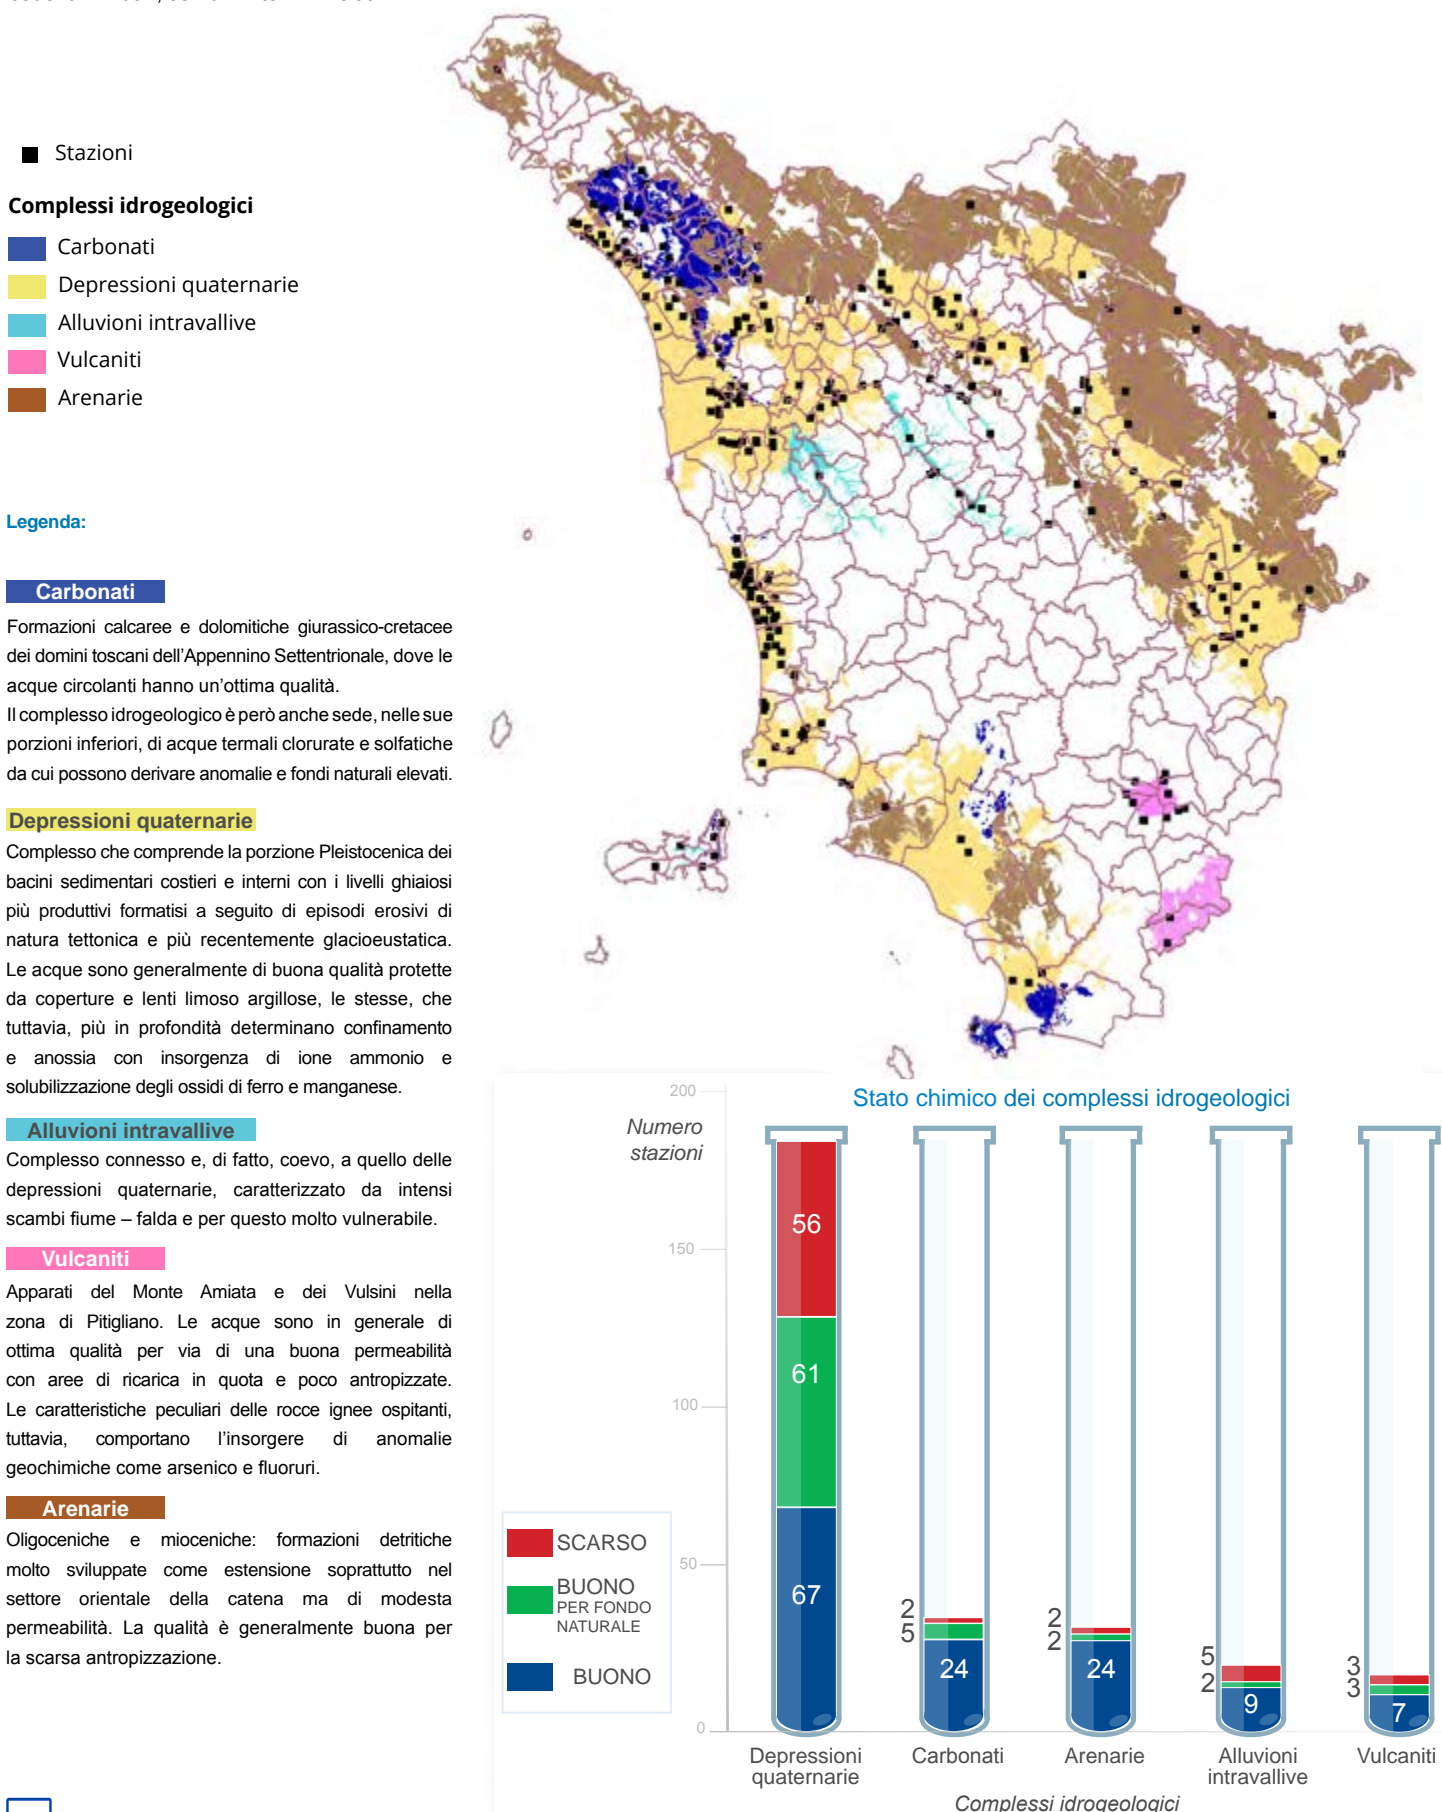 Stazioni
Complessi idrogeologici
Carbonati
Depressioni quaternarie
Alluvioni intravallive
Vulcaniti
Arenarie
Legenda:
Carbonati
Formazioni calcaree e dolomitiche giurassico-cretacee
dei domini toscani dell'Appennino Settentrionale, dove le
acque circolanti hanno un'ottima qualità.
Il complesso idrogeologico è però anche sede, nelle sue
porzioni inferiori, di acque termali clorurate e solfatiche
da cui possono derivare anomalie e fondi naturali elevati.
Depressioni quaternarie
Complesso che comprende la porzione Pleistocenica dei
bacini sedimentari costieri e interni con i livelli ghiaiosi
più produttivi formatisi a seguito di episodi erosivi di
natura tettonica e più recentemente glacioeustatica.
Le acque sono generalmente di buona qualità protette
da coperture e lenti limoso argillose, le stesse, che
tuttavia, più in profondità determinano confinamento
e anossia con insorgenza di ione ammonio e
solubilizzazione degli ossidi di ferro e manganese.
Alluvioni intravallive
Complesso connesso e, di fatto, coevo, a quello delle
depressioni quaternarie, caratterizzato da intensi
scambi fiume – falda e per questo molto vulnerabile.
Vulcaniti
Apparati del Monte Amiata e dei Vulsini nella
zona di Pitigliano. Le acque sono in generale di
ottima qualità per via di una buona permeabilità
con aree di ricarica in quota e poco antropizzate.
Le caratteristiche peculiari delle rocce ignee ospitanti,
tuttavia, comportano l'insorgere di anomalie
geochimiche come arsenico e fluoruri.
Arenarie
Oligoceniche e mioceniche: formazioni detritiche
molto sviluppate come estensione soprattutto nel
settore orientale della catena ma di modesta
permeabilità. La qualità è generalmente buona per
la scarsa antropizzazione.
Stato chimico dei complessi idrogeologici
Numero
stazioni
200
150
100
50
0
56
61
67
2
5
24
2
2
24
5
2
9
3
3
7
SCARSO
BUONO
PER FONDO
NATURALE
BUONO
Depressioni
quaternarie
Carbonati
Arenarie
Alluvioni
intravallive
Vulcaniti
Complessi idrogeologici